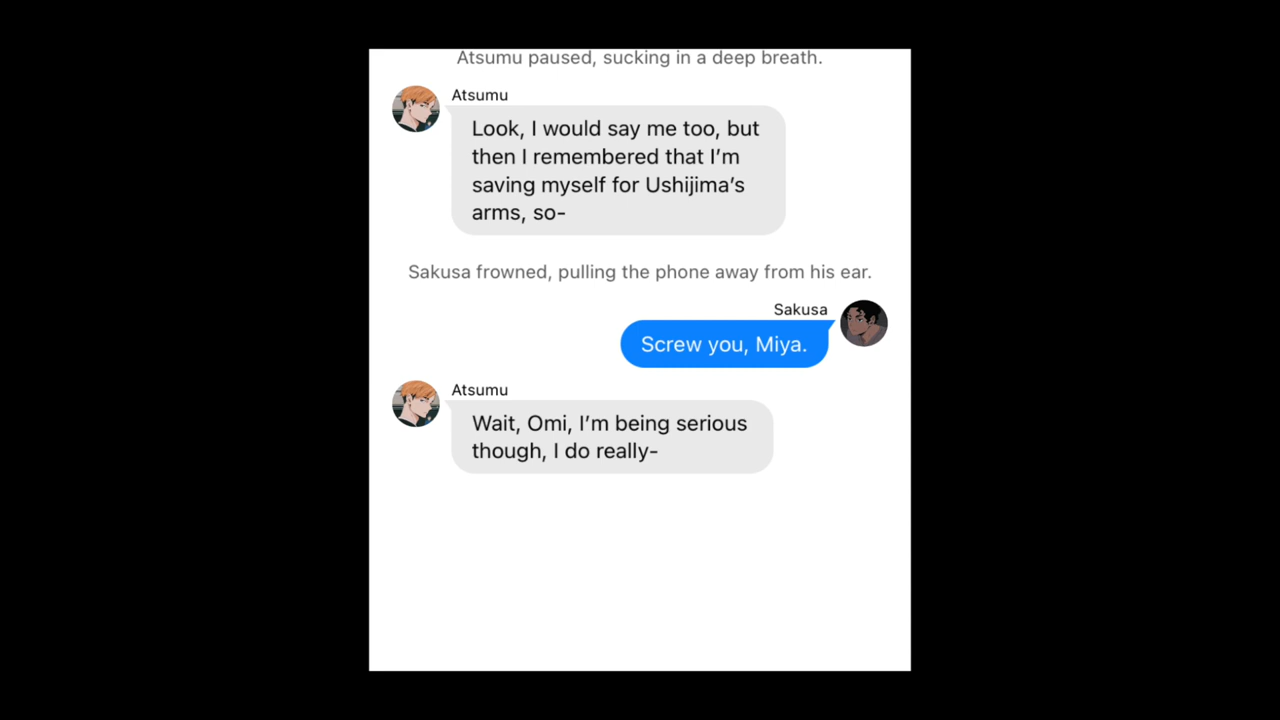 Atsumu paused, sucking in a deep breath.
Atsumu
Look, I would say me too, but
then I remembered that I’m
saving myself for Ushijima’s
arms, so-
Sakusa frowned, pulling the phone away from his ear.
Sakusa
Screw you, Miya.
Atsumu
Wait, Omi, I’m being serious
though, I do really-